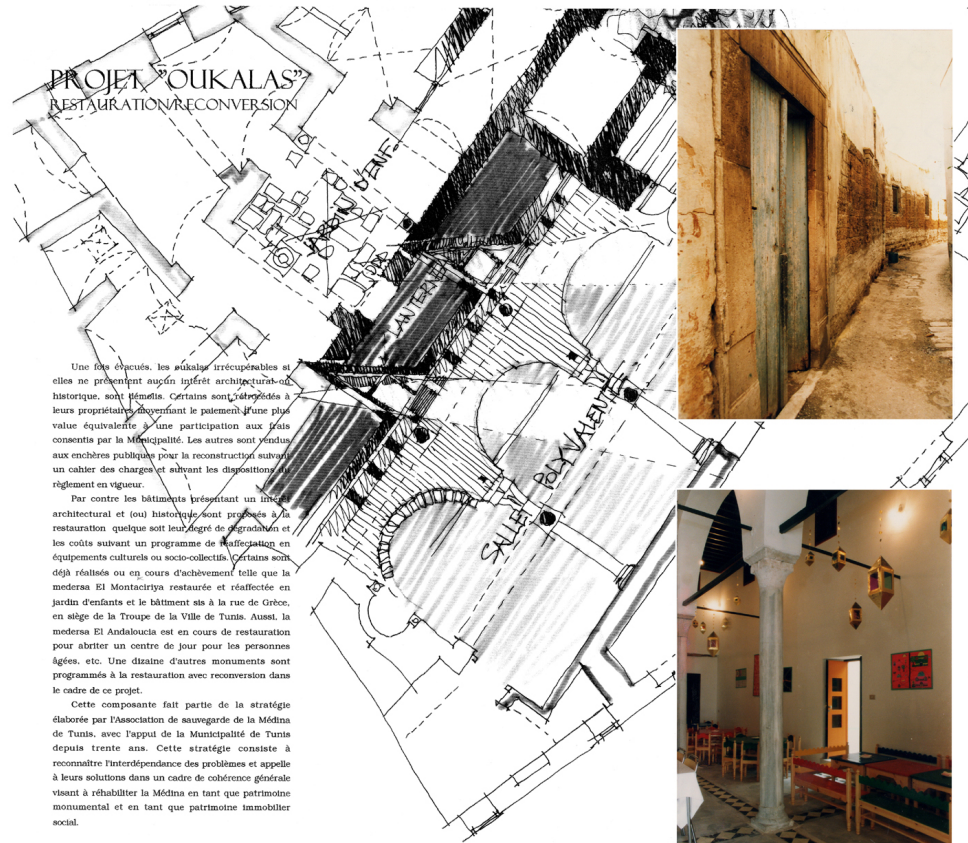 PROJET "OUKALAS"
RESTAURATION/RECONVERSION
D'ENF.
JARDIN
LANTERNE
SALLE POLYVALENTE
Une fois évacués, les oukalas irrécupérables si
elles ne présentent aucun intérêt architectural ou
historique, sont démolis. Certains sont rétrocédés à
leurs propriétaires moyennant le paiement d'une plus
value équivalente à une participation aux frais
consentis par la Municipalité. Les autres sont vendus
aux enchères publiques pour la reconstruction suivant
un cahier des charges et suivant les dispositions du
règlement en vigueur.
Par contre les bâtiments présentant un intérêt
architectural et (ou) historique sont proposés à la
restauration quelque soit leur degré de dégradation et
les coûts suivant un programme de réaffectation en
équipements culturels ou socio-collectifs. Certains sont
déjà réalisés ou en cours d'achèvement telle que la
medersa El Montaciriya restaurée et réaffectée en
jardin d'enfants et le bâtiment sis à la rue de Grèce,
en siège de la Troupe de la Ville de Tunis. Aussi, la
medersa El Andaloucia est en cours de restauration
pour abriter un centre de jour pour les personnes
âgées, etc. Une dizaine d'autres monuments sont
programmés à la restauration avec reconversion dans
le cadre de ce projet.
Cette composante fait partie de la stratégie
élaborée par l'Association de sauvegarde de la Médina
de Tunis, avec l'appui de la Municipalité de Tunis
depuis trente ans. Cette stratégie consiste à
reconnaître l'interdépendance des problèmes et appelle
à leurs solutions dans un cadre de cohérence générale
visant à réhabiliter la Médina en tant que patrimoine
monumental et en tant que patrimoine immobilier
social.